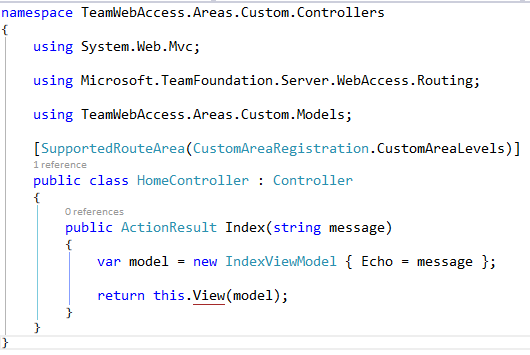 namespace TeamWebAccess.Areas.Custom.Controllers
{
    using System.Web.Mvc;
    using Microsoft.TeamFoundation.Server.WebAccess.Routing;
    using TeamWebAccess.Areas.Custom.Models;
    [SupportedRouteArea(CustomAreaRegistration.CustomAreaLevels)]
    1 reference
    public class HomeController : Controller
    {
        0 references
        public ActionResult Index(string message)
        {
            var model = new IndexViewModel { Echo = message };
            return this.View(model);
        }
    }
}